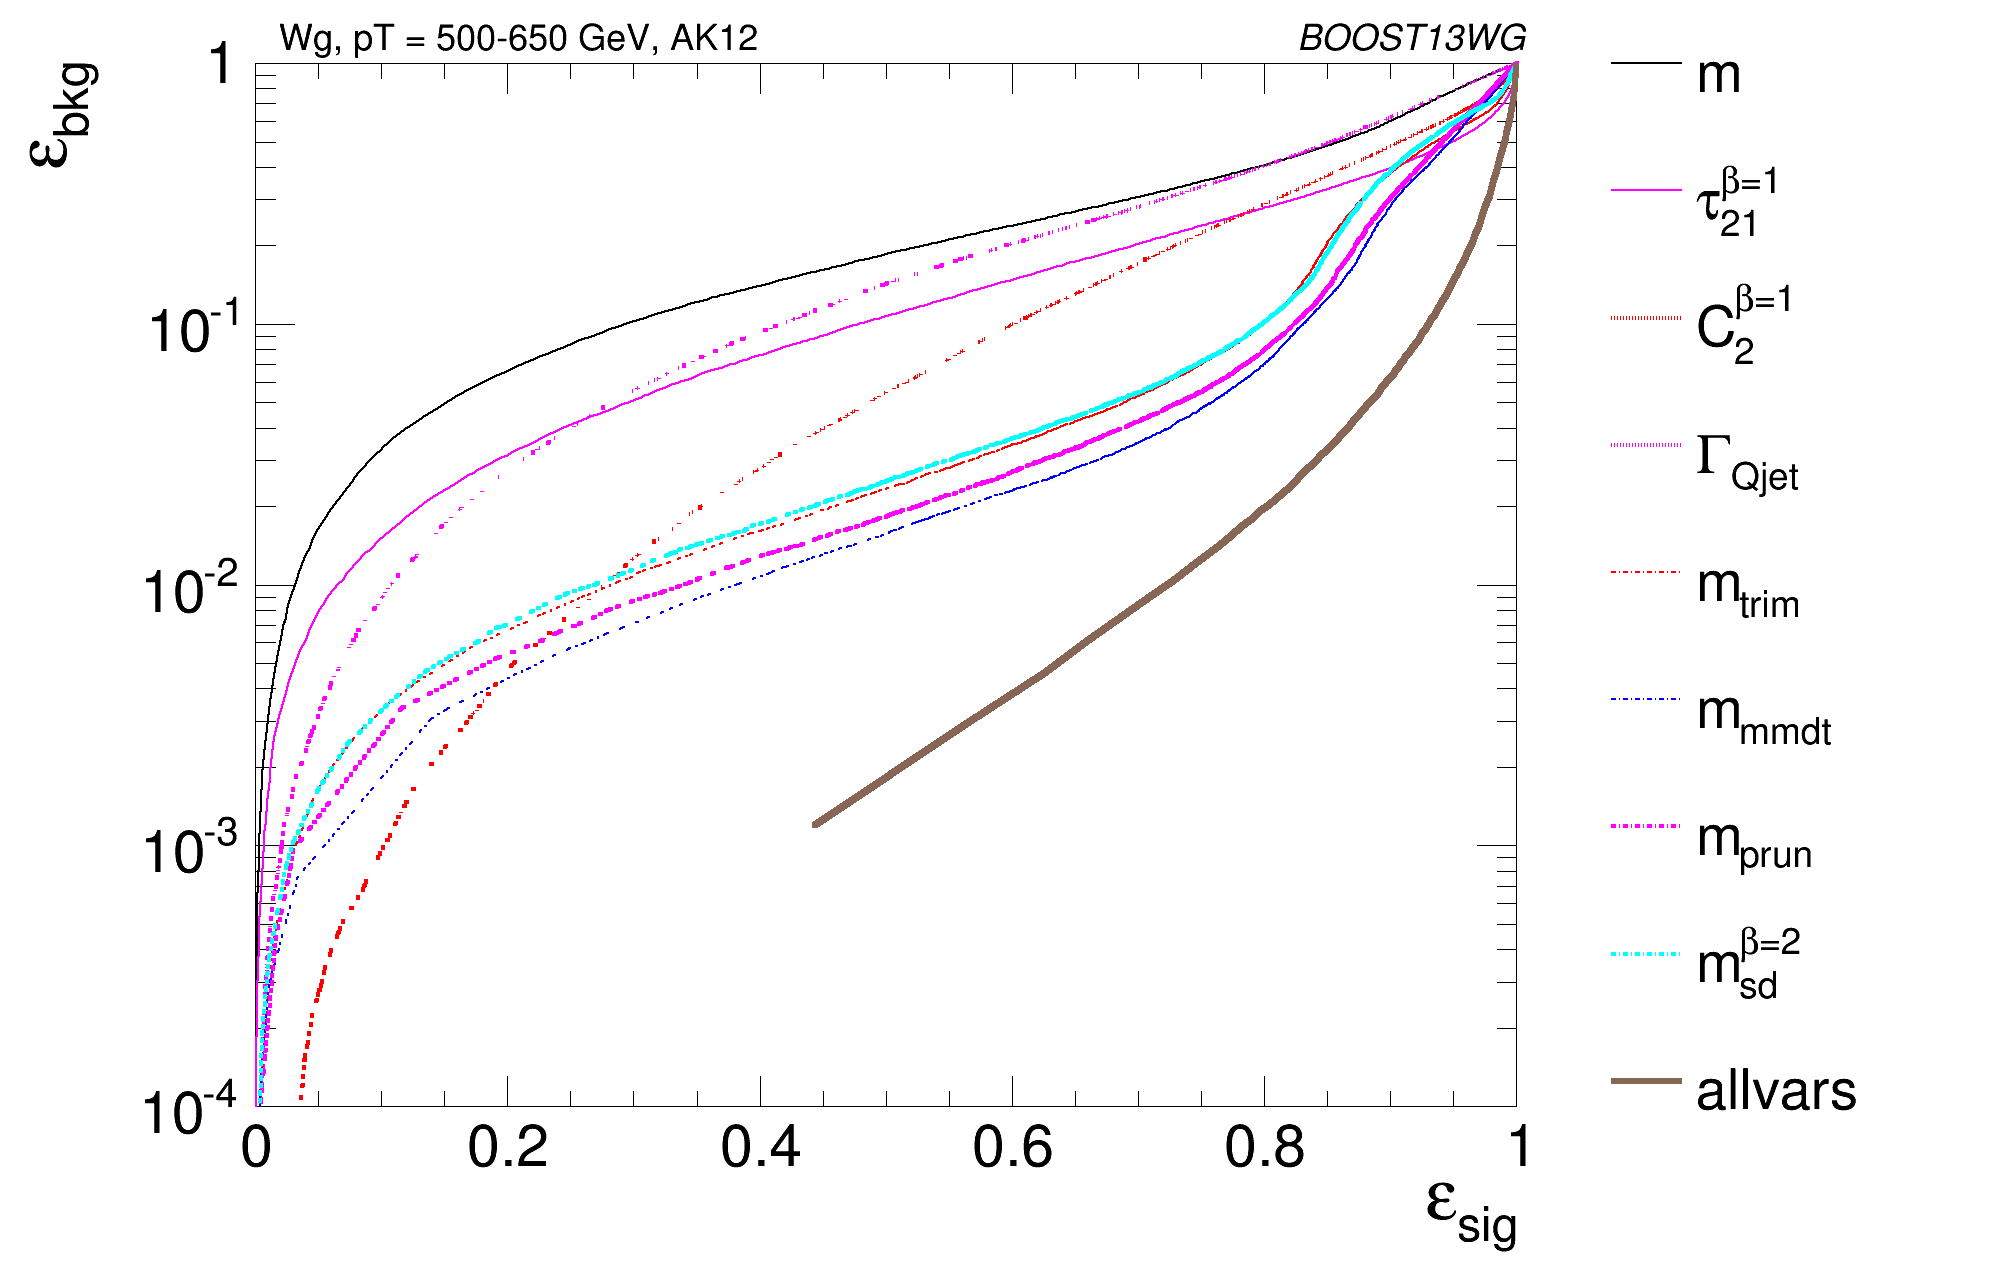 Wg, pT = 500-650 GeV, AK12
BOOST13WG
ε_bkg
1
10^-1
10^-2
10^-3
10^-4
0 0.2 0.4 0.6 0.8 1
ε_sig
m
τ_21^β=1
C_2^β=1
Γ_Qjet
m_trim
m_mmdt
m_prun
m_sd^β=2
allvars